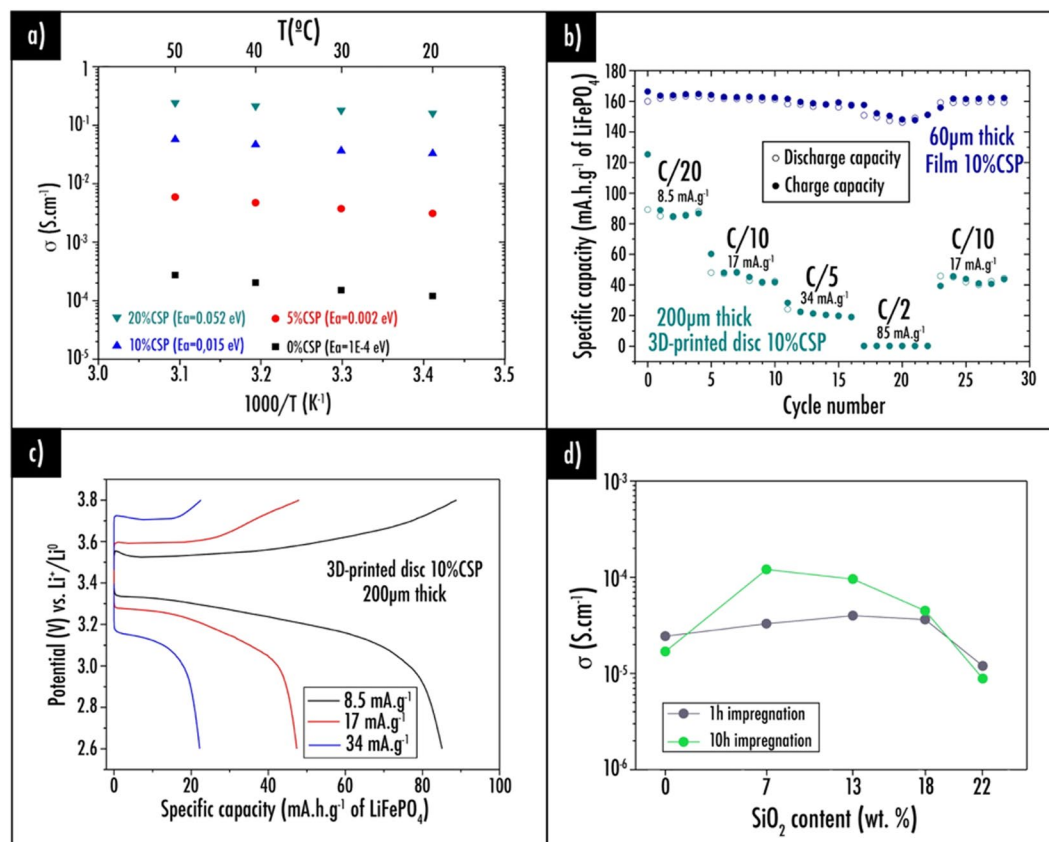 a)
T(ºC)
50 40 30 20
10⁰
10⁻¹
10⁻²
10⁻³
10⁻⁴
10⁻⁵
σ (S.cm⁻¹)
20%CSP (Ea=0.052 eV)
5%CSP (Ea=0.002 eV)
10%CSP (Ea=0,015 eV)
0%CSP (Ea=1E-4 eV)
3.0 3.1 3.2 3.3 3.4 3.5
1000/T (K⁻¹)
b)
Specific capacity (mA.h.g⁻¹ of LiFePO₄)
180
160
140
120
100
80
60
40
20
0
60µm thick
Film 10%CSP
Discharge capacity
Charge capacity
C/20
8.5 mA.g⁻¹
C/10
17 mA.g⁻¹
C/5
34 mA.g⁻¹
C/2
85 mA.g⁻¹
C/10
17 mA.g⁻¹
200µm thick
3D-printed disc 10%CSP
0 5 10 15 20 25 30
Cycle number
c)
Potential (V) vs. Li⁺/Li⁰
3.8
3.6
3.4
3.2
3.0
2.8
2.6
3D-printed disc 10%CSP
200µm thick
8.5 mA.g⁻¹
17 mA.g⁻¹
34 mA.g⁻¹
0 20 40 60 80 100
Specific capacity (mA.h.g⁻¹ of LiFePO₄)
d)
σ (S.cm⁻¹)
10⁻³
10⁻⁴
10⁻⁵
10⁻⁶
1h impregnation
10h impregnation
0 7 13 18 22
SiO₂ content (wt. %)